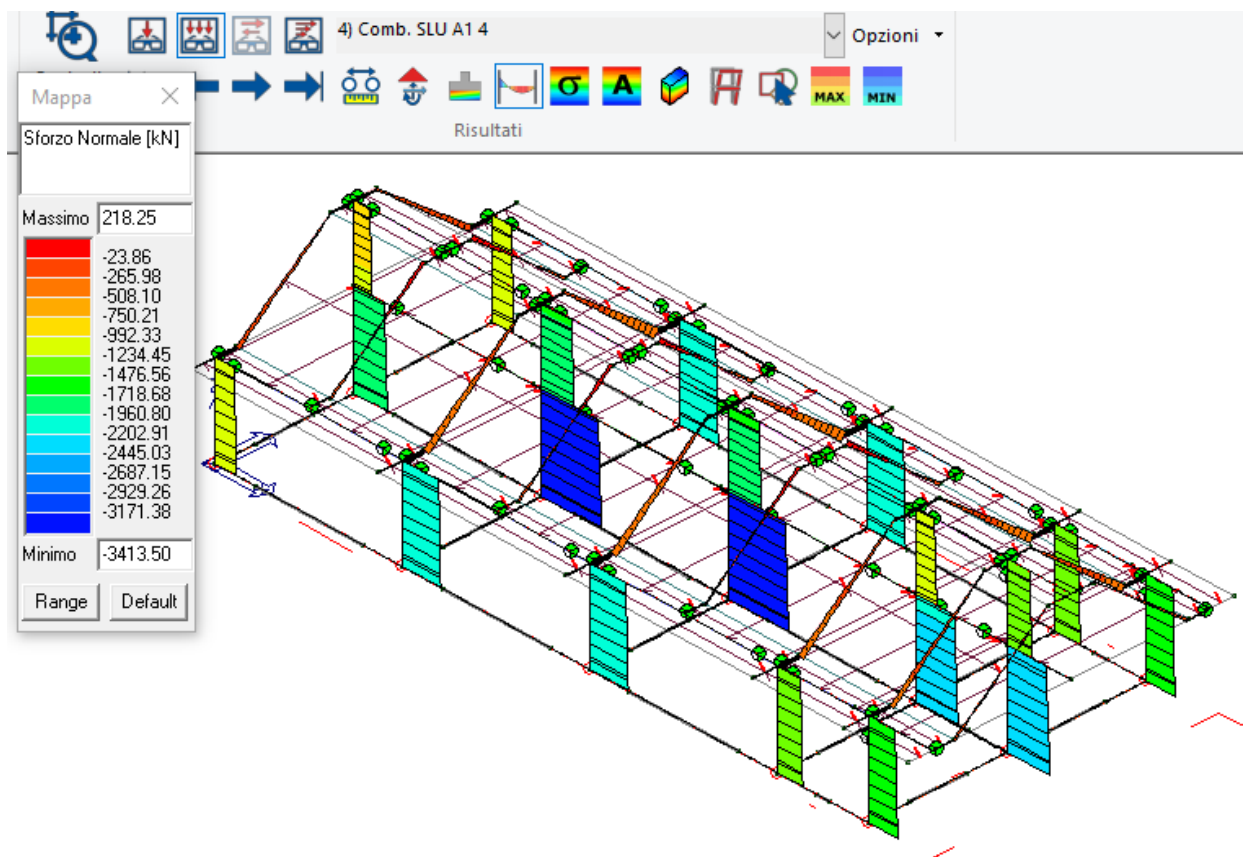 4) Comb. SLU A1 4
Opzioni
Mappa
σ
A
MAX
MIN
Risultati
Sforzo Normale [kN]
Massimo 218.25
-23.86
-265.98
-508.10
-750.21
-992.33
-1234.45
-1476.56
-1718.68
-1960.80
-2202.91
-2445.03
-2687.15
-2929.26
-3171.38
Minimo -3413.50
Range Default